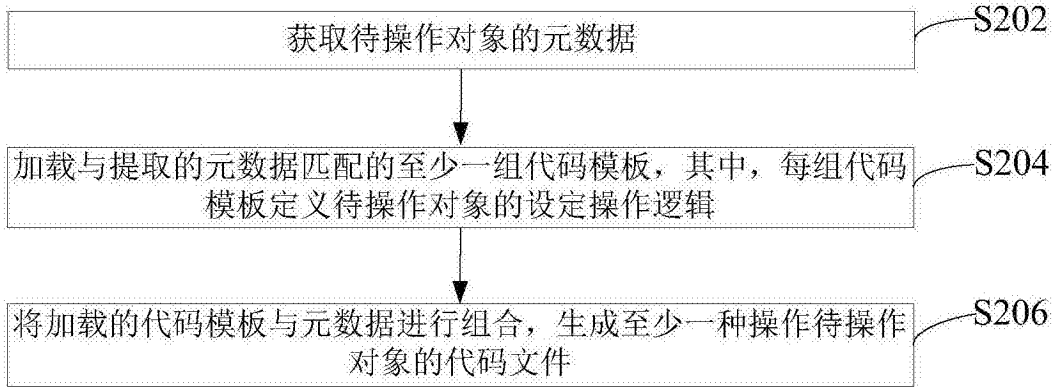 获取待操作对象的元数据
S202
加载与提取的元数据匹配的至少一组代码模板，其中，每组代码
模板定义待操作对象的设定操作逻辑
S204
将加载的代码模板与元数据进行组合，生成至少一种操作待操作
对象的代码文件
S206